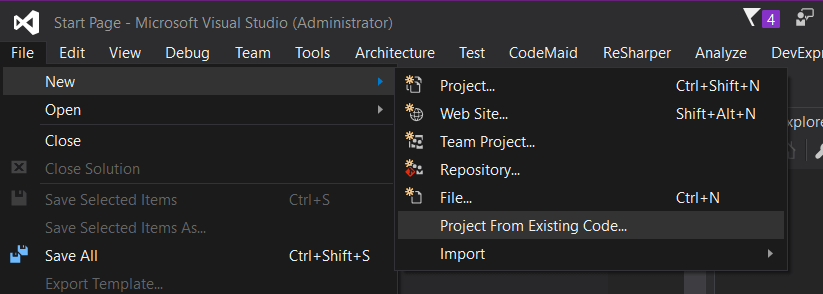 Start Page - Microsoft Visual Studio (Administrator)
4
File Edit View Debug Team Tools Architecture Test CodeMaid ReSharper Analyze DevExpr
New
Project... Ctrl+Shift+N
Open
Web Site... Shift+Alt+N
xplore
Close
Team Project...
Close Solution
Repository...
Save Selected Items Ctrl+S
File... Ctrl+N
Save Selected Items As...
Project From Existing Code...
Save All Ctrl+Shift+S
Import
Export Template...